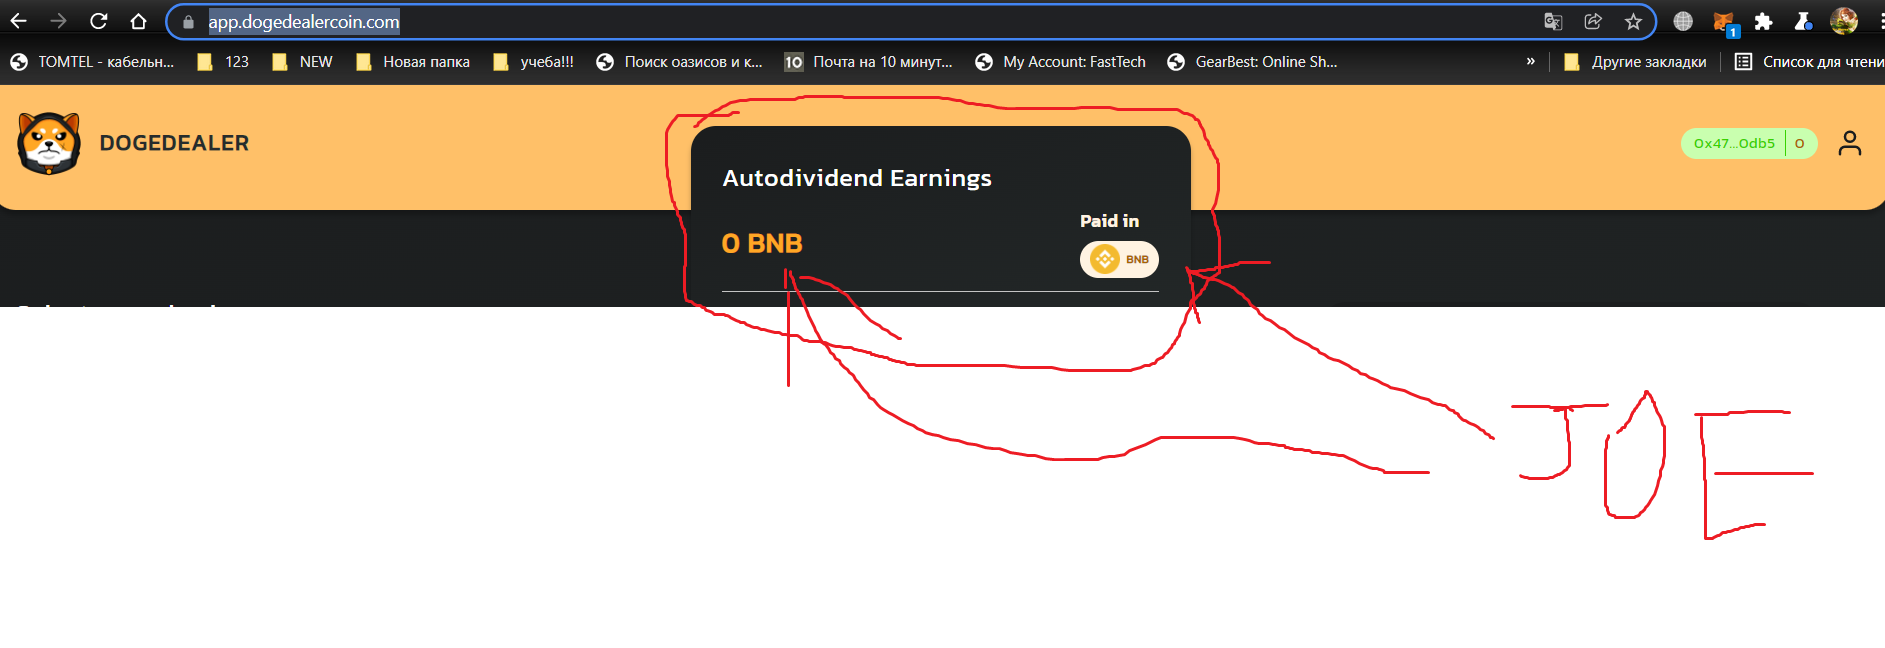 app.dogedealercoin.com
1
TOMTEL - кабельн...
123
NEW
Новая папка
учеба!!!
Поиск оазисов и к...
10
Почта на 10 минут...
My Account: FastTech
GearBest: Online Sh...
»
Другие закладки
Список для чтени
DOGEDEALER
0x47...0db5
0
Autodividend Earnings
Paid in
0 BNB
BNB
JOE